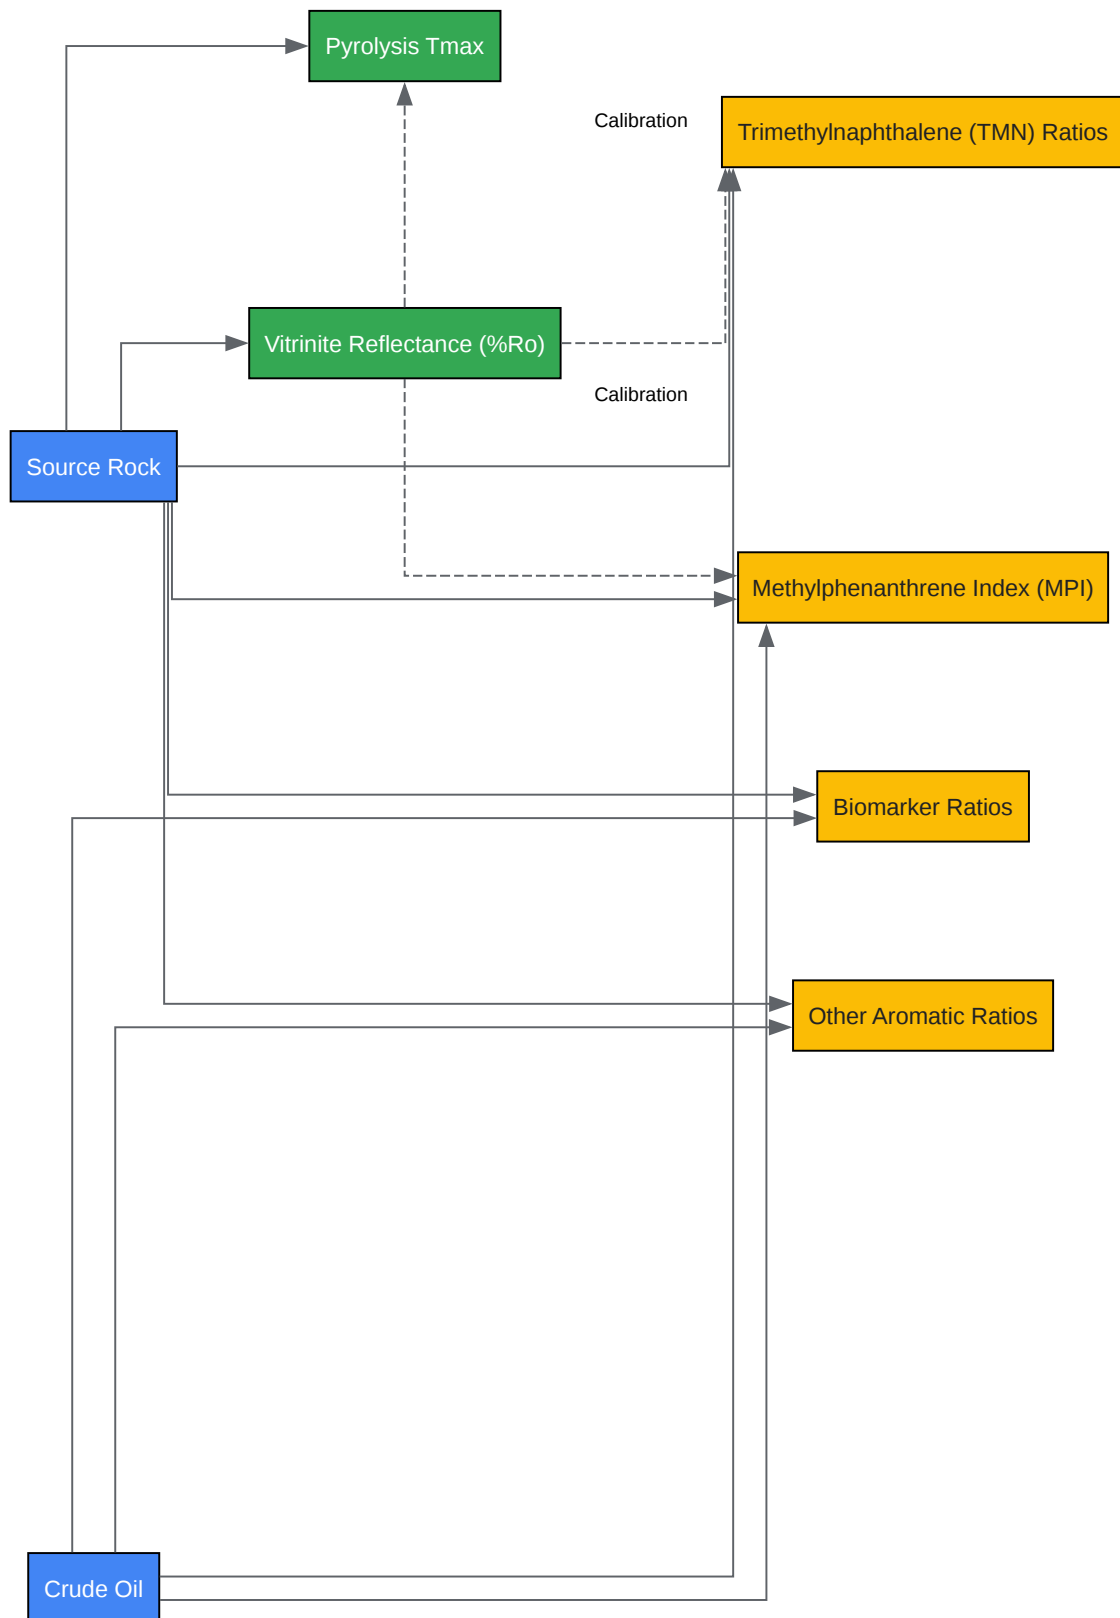 Pyrolysis Tmax
Calibration
Trimethylnaphthalene (TMN) Ratios
Vitrinite Reflectance (%Ro)
Calibration
Source Rock
Methylphenanthrene Index (MPI)
Biomarker Ratios
Other Aromatic Ratios
Crude Oil